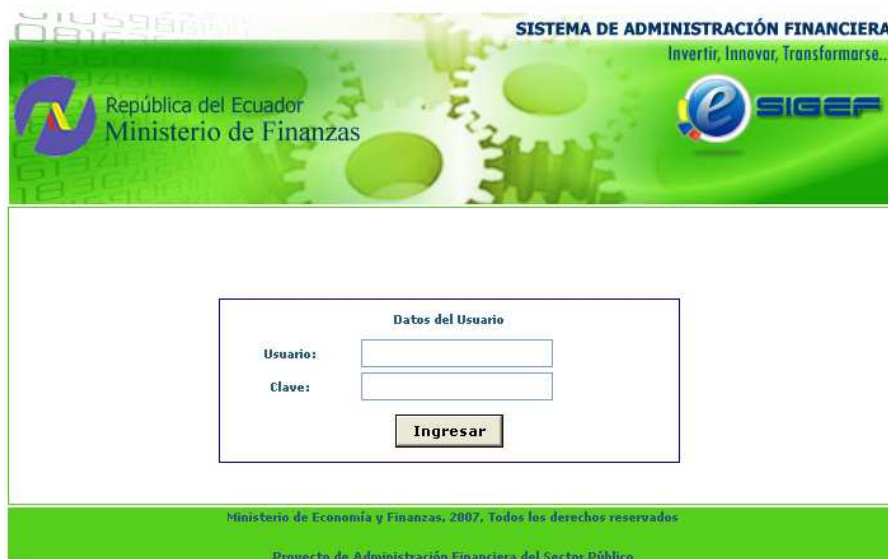 SISTEMA DE ADMINISTRACIÓN FINANCIERA
Invertir, Innovar, Transformarse..
República del Ecuador
Ministerio de Finanzas
e SIGEF
Datos del Usuario
Usuario:
Clave:
Ingresar
Ministerio de Economía y Finanzas, 2007, Todos los derechos reservados
Proyecto de Administración Financiera del Sector Público